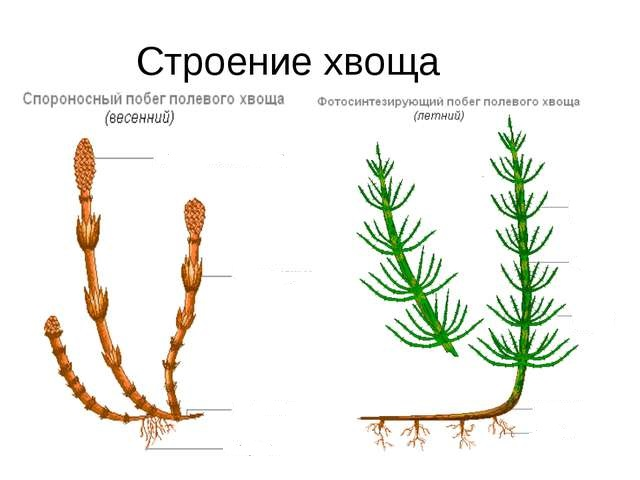 Строение хвоща
Спороносный побег полевого хвоща
(весенний)
Фотосинтезирующий побег полевого хвоща
(летний)